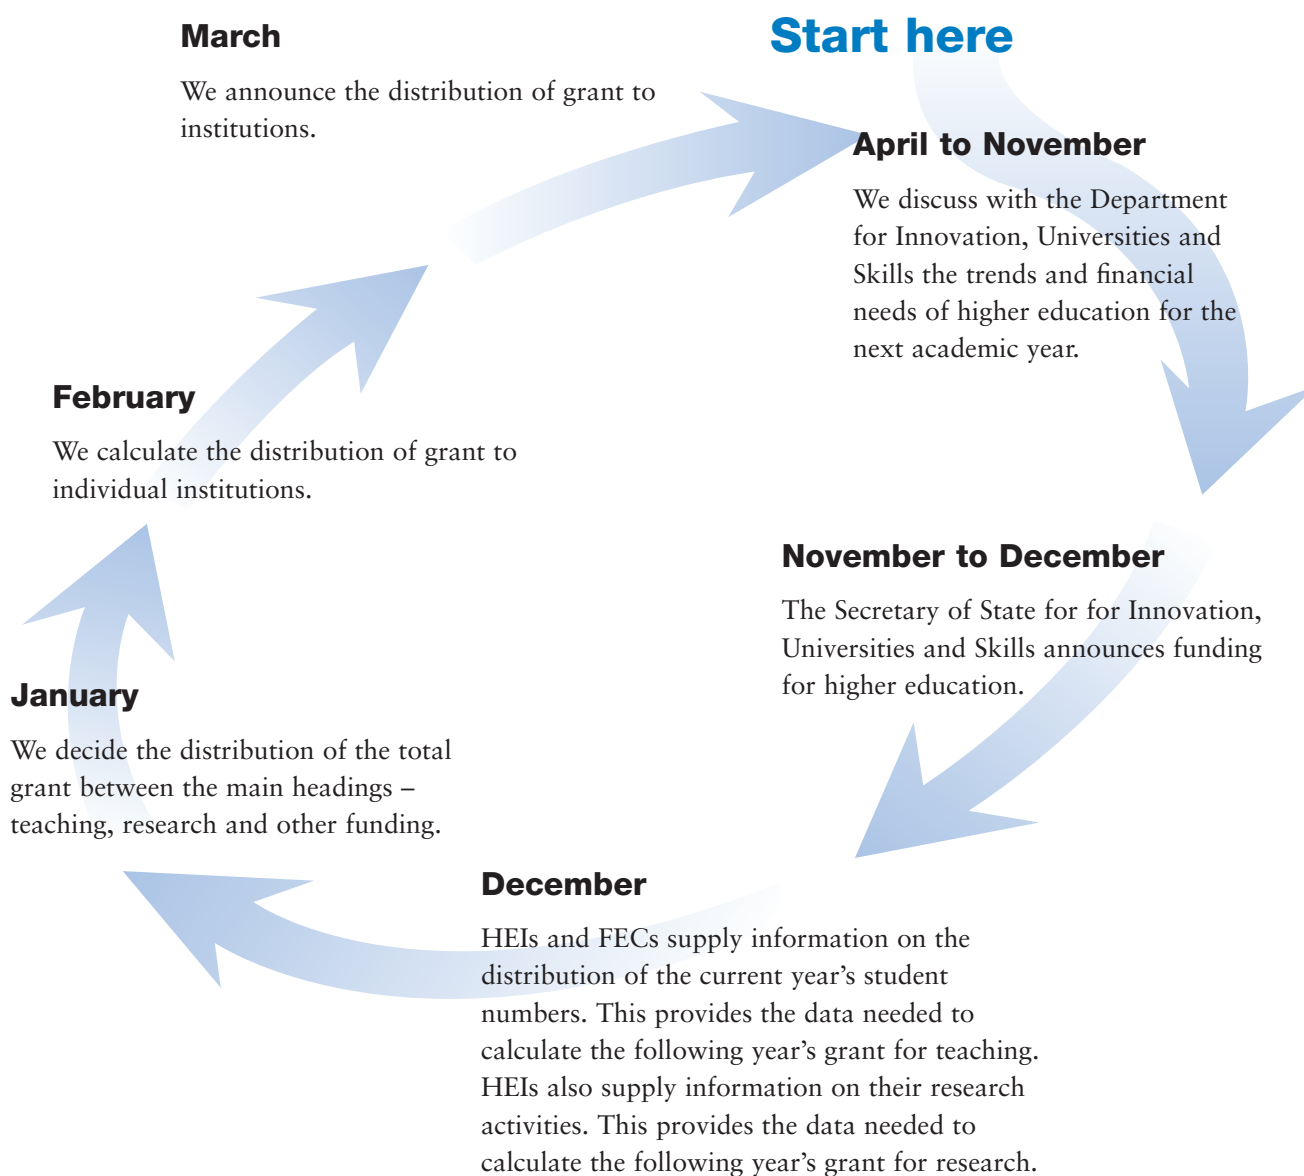 Start here
April to November
We discuss with the Department
for Innovation, Universities and
Skills the trends and financial
needs of higher education for the
next academic year.
November to December
The Secretary of State for for Innovation,
Universities and Skills announces funding
for higher education.
December
HEIs and FECs supply information on the
distribution of the current year’s student
numbers. This provides the data needed to
calculate the following year’s grant for teaching.
HEIs also supply information on their research
activities. This provides the data needed to
calculate the following year’s grant for research.
January
We decide the distribution of the total
grant between the main headings –
teaching, research and other funding.
February
We calculate the distribution of grant to
individual institutions.
March
We announce the distribution of grant to
institutions.